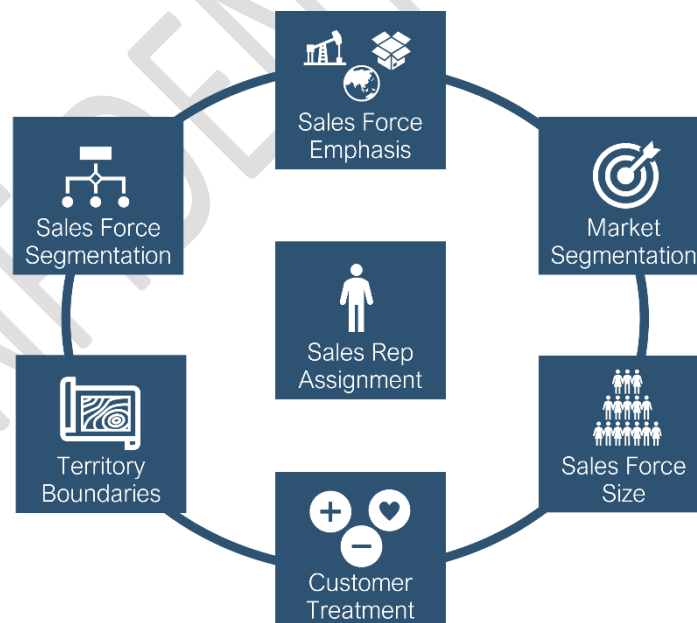 Sales Force
Emphasis
Sales Force
Segmentation
Market
Segmentation
Sales Rep
Assignment
Territory
Boundaries
Sales Force
Size
Customer
Treatment